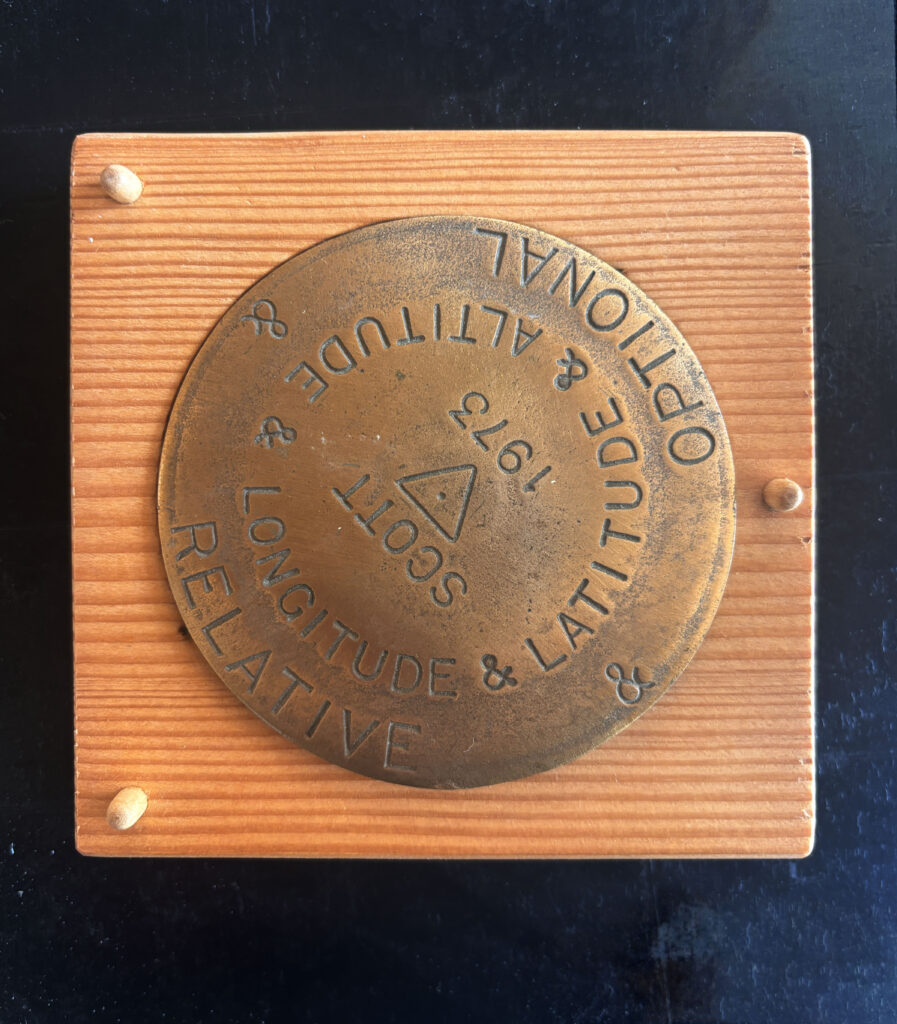 RELATIVE & OPTIONAL &
LONGITUDE & LATITUDE & ALTITUDE &
SCOTT
1973